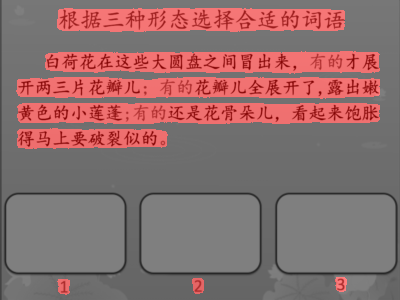 根据三种形态选择合适的词语
白荷花在这些大圆盘之间冒出来，有的才展
开两三片花瓣儿；有的花瓣儿全展开了，露出嫩
黄色的小莲蓬；有的还是花骨朵儿，看起来饱胀
得马上要破裂似的。
1 2 3